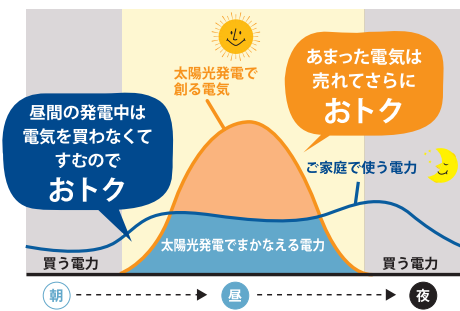 太陽光発電で
創る電気
あまった電気は
売れてさらに
おトク
昼間の発電中は
電気を買わなくて
すむので
おトク
ご家庭で使う電力
太陽光発電でまかなえる電力
買う電力
買う電力
朝
昼
夜